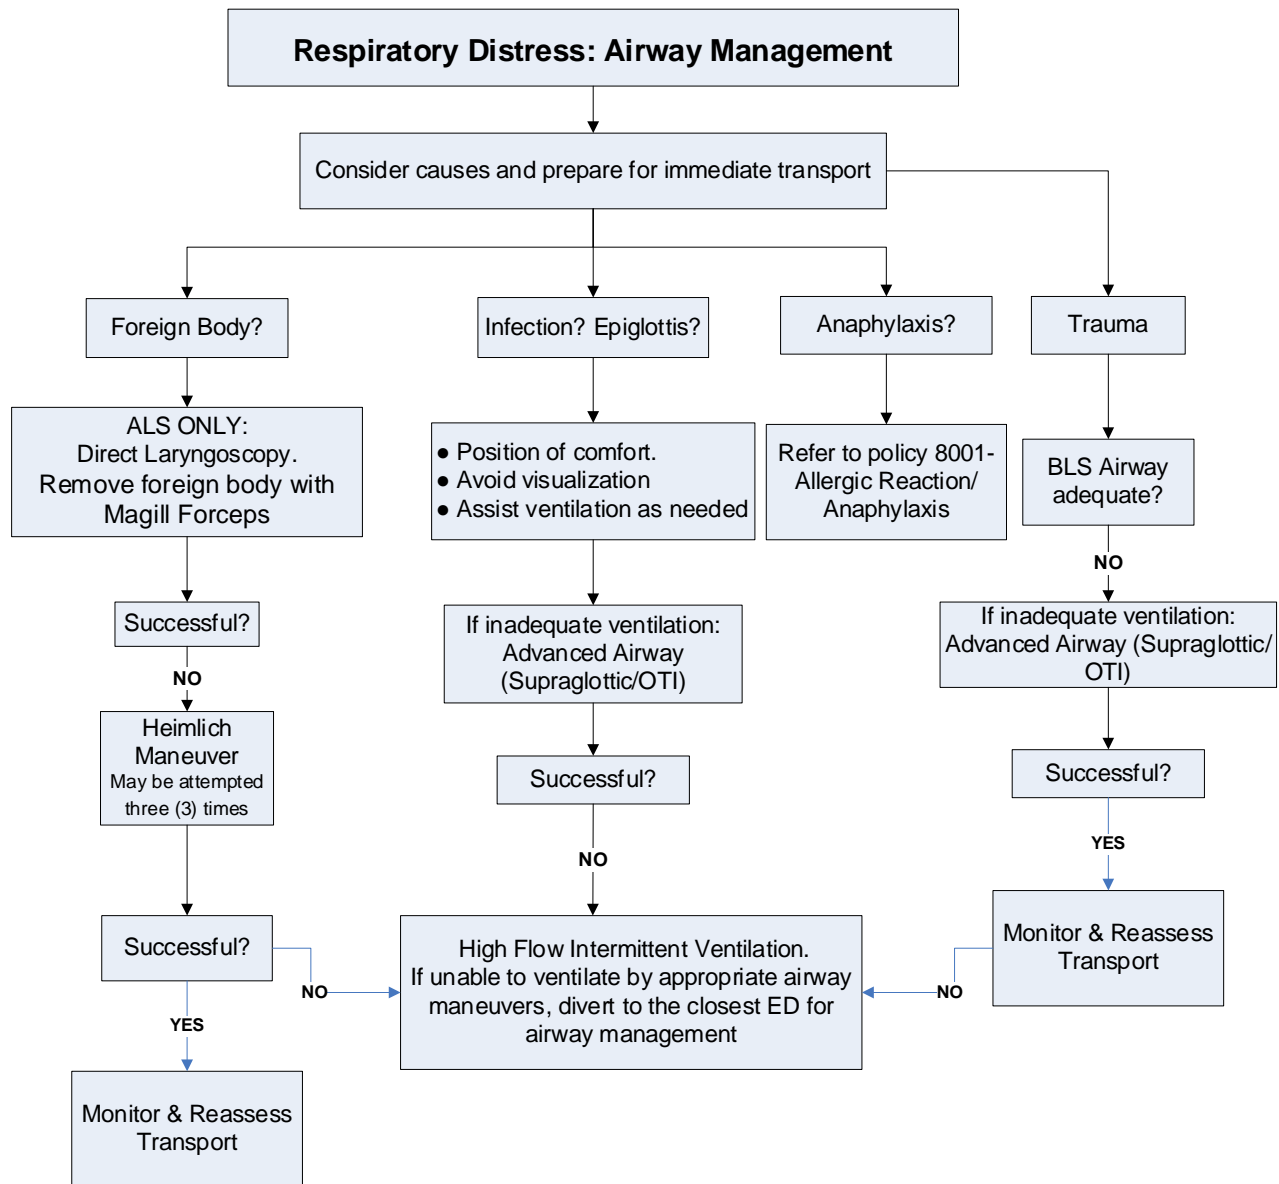 Respiratory Distress: Airway Management
Consider causes and prepare for immediate transport
Foreign Body?
Infection? Epiglottis?
Anaphylaxis?
Trauma
ALS ONLY:
Direct Laryngoscopy.
Remove foreign body with
Magill Forceps
● Position of comfort.
● Avoid visualization
● Assist ventilation as needed
Refer to policy 8001-
Allergic Reaction/
Anaphylaxis
BLS Airway
adequate?
NO
Successful?
If inadequate ventilation:
Advanced Airway
(Supraglottic/OTI)
If inadequate ventilation:
Advanced Airway (Supraglottic/
OTI)
NO
Heimlich
Maneuver
May be attempted
three (3) times
Successful?
Successful?
NO
YES
Successful?
NO
YES
High Flow Intermittent Ventilation.
If unable to ventilate by appropriate airway
maneuvers, divert to the closest ED for
airway management
NO
Monitor & Reassess
Transport
Monitor & Reassess
Transport